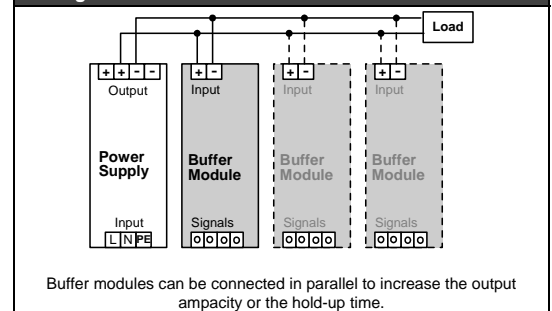 Load
+ + - -
+ -
+ -
+ -
Output
Input
Input
Input
Power
Supply
Buffer
Module
Buffer
Module
Buffer
Module
Input
Signals
Signals
Signals
L N PE
Buffer modules can be connected in parallel to increase the output
ampacity or the hold-up time.